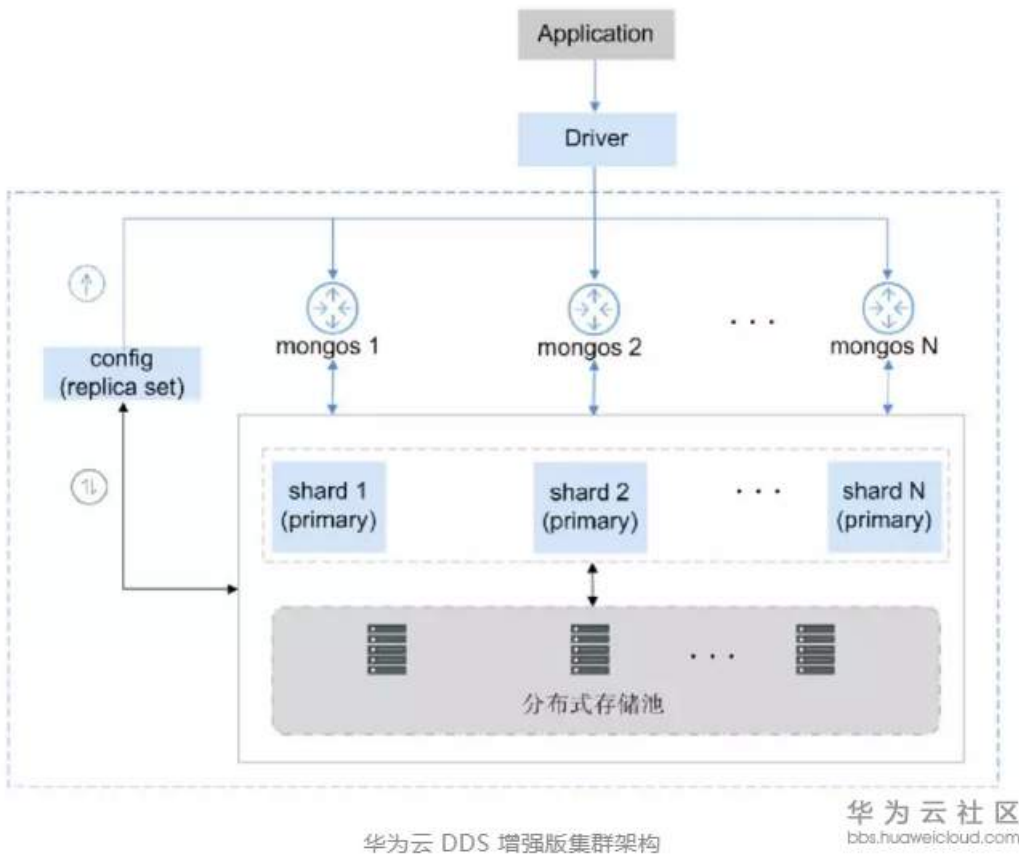 Application
Driver
mongos 1
mongos 2
. . .
mongos N
config
(replica set)
shard 1
(primary)
shard 2
(primary)
. . .
shard N
(primary)
. . .
分布式存储池
华为云社区
bbs.huaweicloud.com
华为云 DDS 增强版集群架构